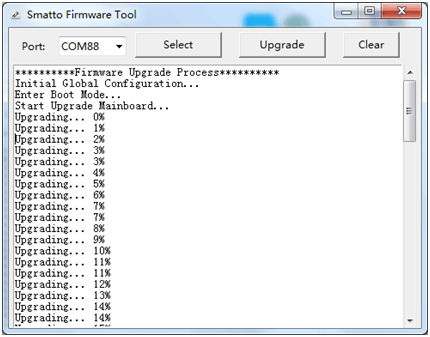 Smatto Firmware Tool
Port: COM88 Select Upgrade Clear
**********Firmware Upgrade Process**********
Initial Global Configuration...
Enter Boot Mode...
Start Upgrade Mainboard...
Upgrading... 0%
Upgrading... 1%
Upgrading... 2%
Upgrading... 3%
Upgrading... 3%
Upgrading... 4%
Upgrading... 5%
Upgrading... 6%
Upgrading... 7%
Upgrading... 7%
Upgrading... 8%
Upgrading... 9%
Upgrading... 10%
Upgrading... 11%
Upgrading... 11%
Upgrading... 12%
Upgrading... 13%
Upgrading... 14%
Upgrading... 14%
Upgrading... 15%